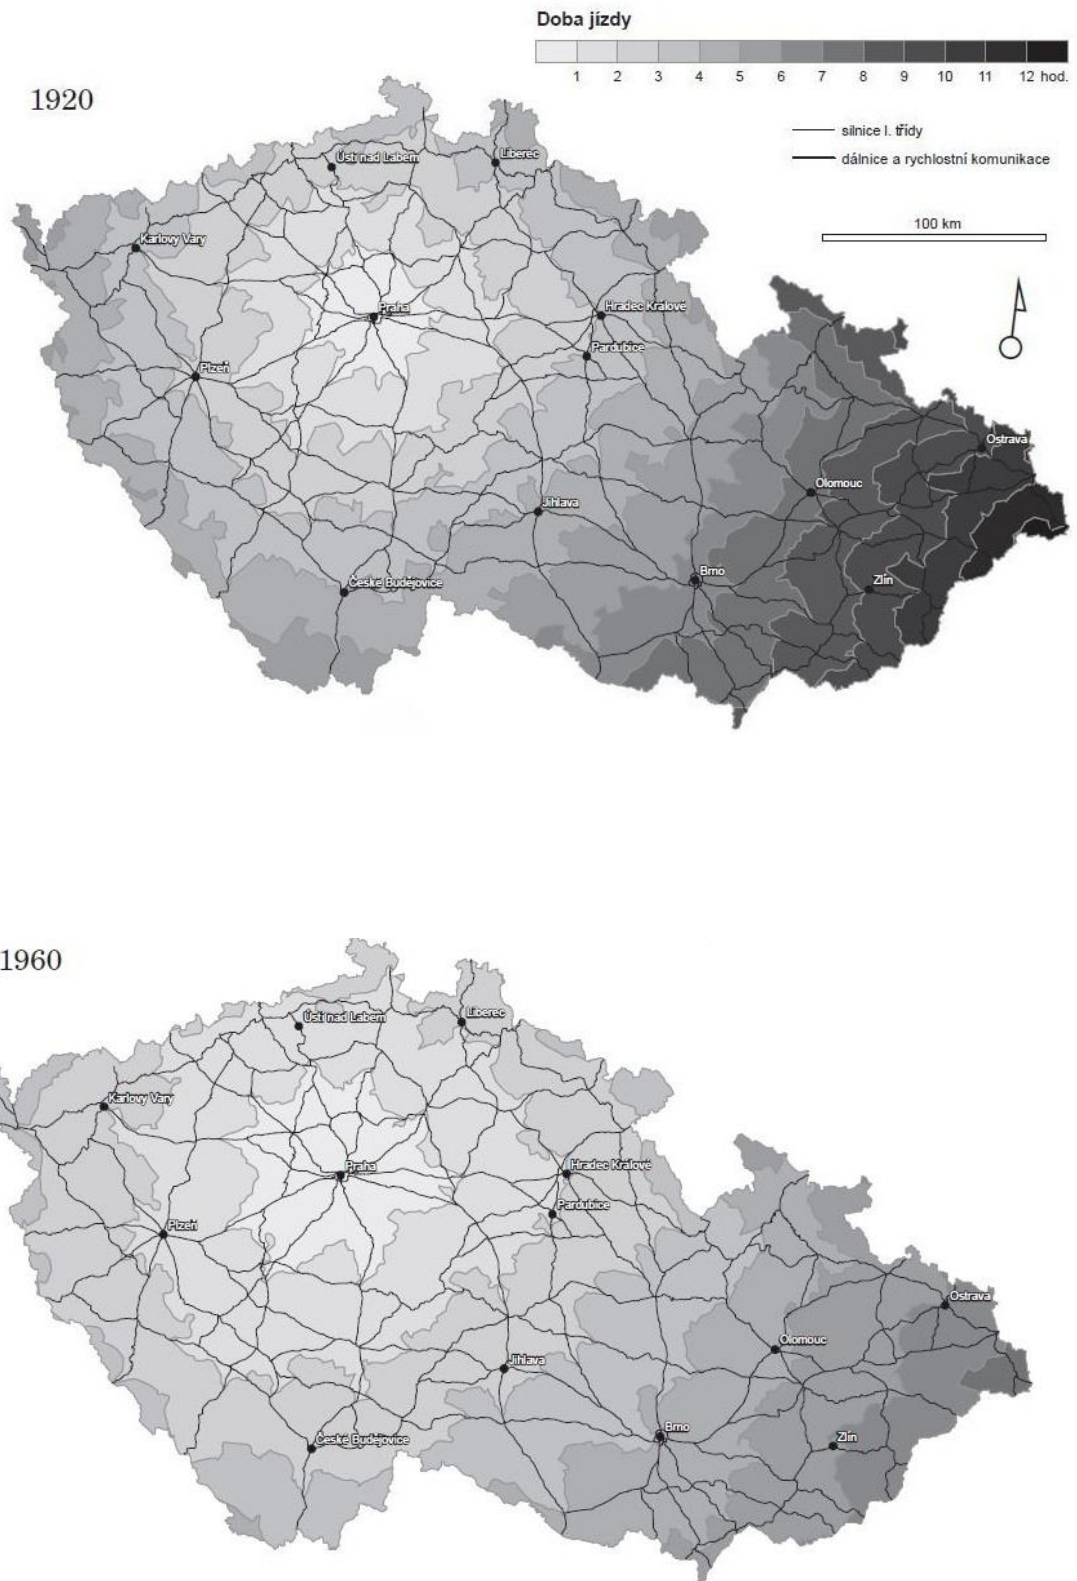 Doba jízdy
1 2 3 4 5 6 7 8 9 10 11 12 hod.
1920
silnice I. třídy
dálnice a rychlostní komunikace
100 km
Ústí nad Labem
Liberec
Karlovy Vary
Praha
Hradec Králové
Pardubice
Plzeň
Ostrava
Olomouc
Jihlava
Brno
Zlín
České Budějovice
1960
Ústí nad Labem
Liberec
Karlovy Vary
Praha
Hradec Králové
Pardubice
Plzeň
Ostrava
Olomouc
Jihlava
Brno
Zlín
České Budějovice